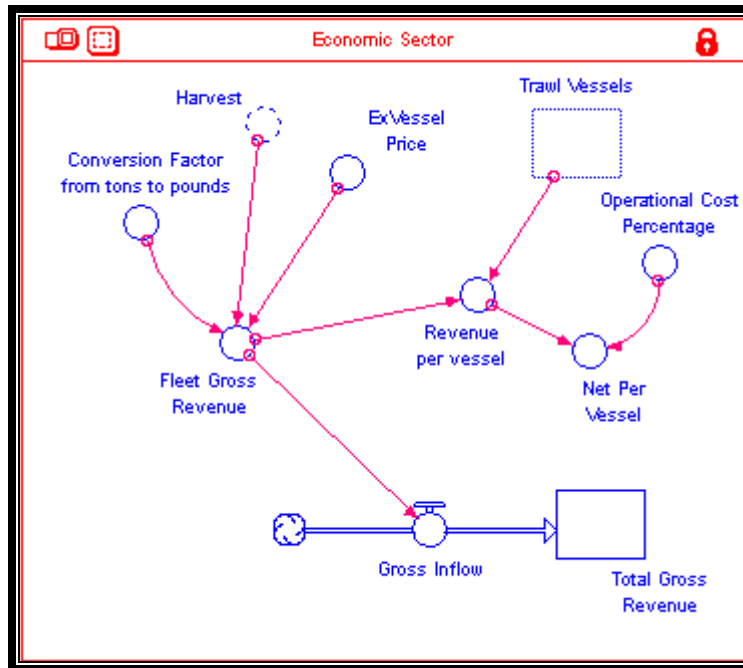 Economic Sector
Harvest
Trawl Vessels
ExVessel
Price
Conversion Factor
from tons to pounds
Operational Cost
Percentage
Revenue
per vessel
Fleet Gross
Revenue
Net Per
Vessel
Gross Inflow
Total Gross
Revenue